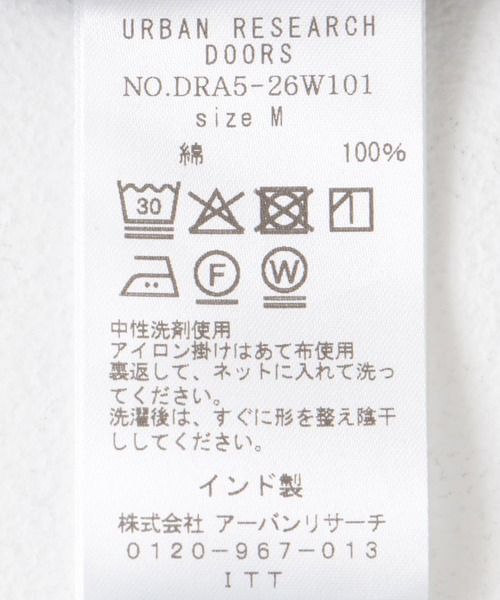 URBAN RESEARCH
DOORS
NO.DRA5-26W101
size M
綿 100%
30
F W
中性洗剤使用
アイロン掛けはあて布使用
裏返して、ネットに入れて洗っ
てください。
洗濯後は、すぐに形を整え陰干
ししてください。
インド製
株式会社 アーバンリサーチ
0120-967-013
ITT